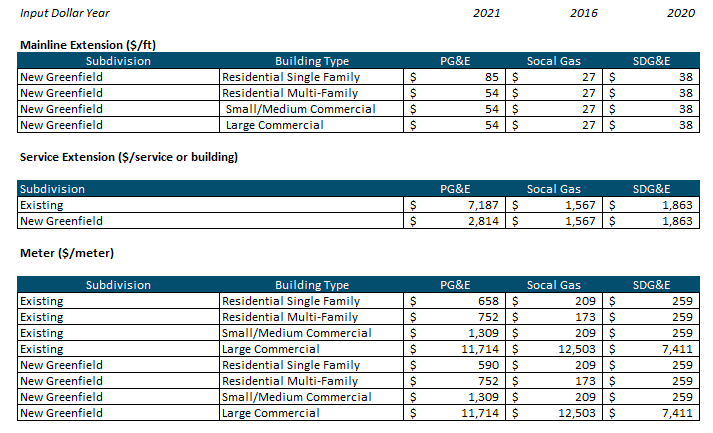 Input Dollar Year 2021 2016 2020
Mainline Extension ($/ft)
Subdivision Building Type PG&E Socal Gas SDG&E
New Greenfield Residential Single Family $ 85 $ 27 $ 38
New Greenfield Residential Multi-Family $ 54 $ 27 $ 38
New Greenfield Small/Medium Commercial $ 54 $ 27 $ 38
New Greenfield Large Commercial $ 54 $ 27 $ 38
Service Extension ($/service or building)
Subdivision PG&E Socal Gas SDG&E
Existing $ 7,187 $ 1,567 $ 1,863
New Greenfield $ 2,814 $ 1,567 $ 1,863
Meter ($/meter)
Subdivision Building Type PG&E Socal Gas SDG&E
Existing Residential Single Family $ 658 $ 209 $ 259
Existing Residential Multi-Family $ 752 $ 173 $ 259
Existing Small/Medium Commercial $ 1,309 $ 209 $ 259
Existing Large Commercial $ 11,714 $ 12,503 $ 7,411
New Greenfield Residential Single Family $ 590 $ 209 $ 259
New Greenfield Residential Multi-Family $ 752 $ 173 $ 259
New Greenfield Small/Medium Commercial $ 1,309 $ 209 $ 259
New Greenfield Large Commercial $ 11,714 $ 12,503 $ 7,411